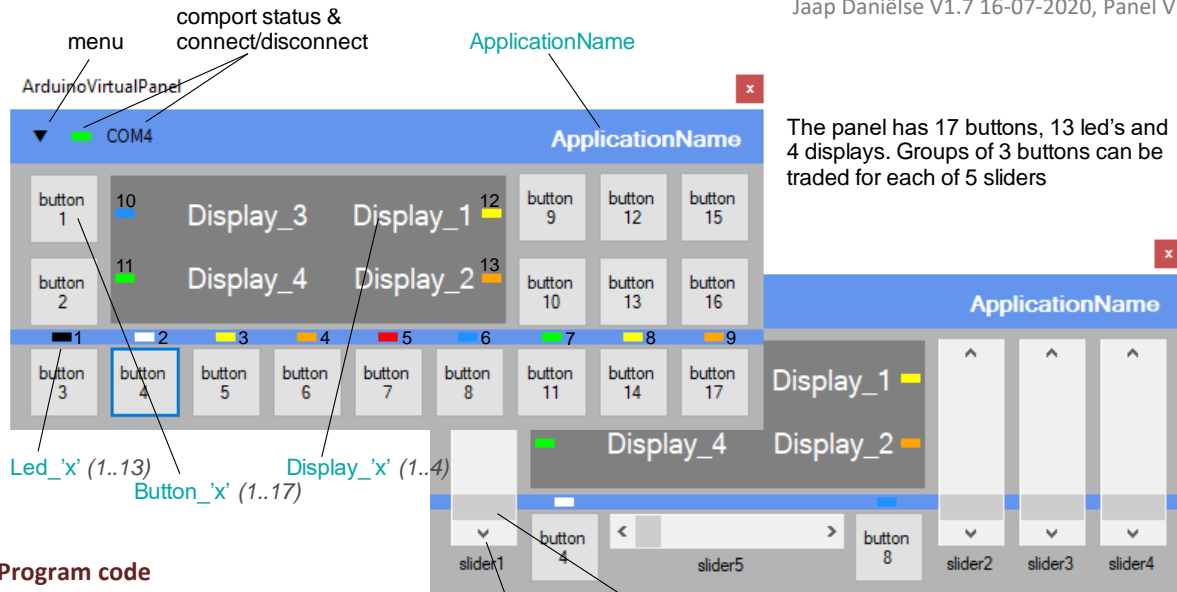 Jaap Daniëlse V1.7 16-07-2020, Panel V
comport status &
connect/disconnect
menu
ApplicationName
ArduinoVirtualPanel
x
COM4
ApplicationName
The panel has 17 buttons, 13 led's and
4 displays. Groups of 3 buttons can be
traded for each of 5 sliders
button
1
10
Display_3
Display_1
12
button
9
button
12
button
15
button
2
11
Display_4
Display_2
13
button
10
button
13
button
16
1
2
3
4
5
6
7
8
9
button
3
button
4
button
5
button
6
button
7
button
8
button
11
button
14
button
17
x
ApplicationName
Display_1
Display_4
Display_2
Led_'x' (1..13)
Display_'x' (1..4)
Button_'x' (1..17)
button
4
button
8
slider1
slider5
slider2
slider3
slider4
Program code